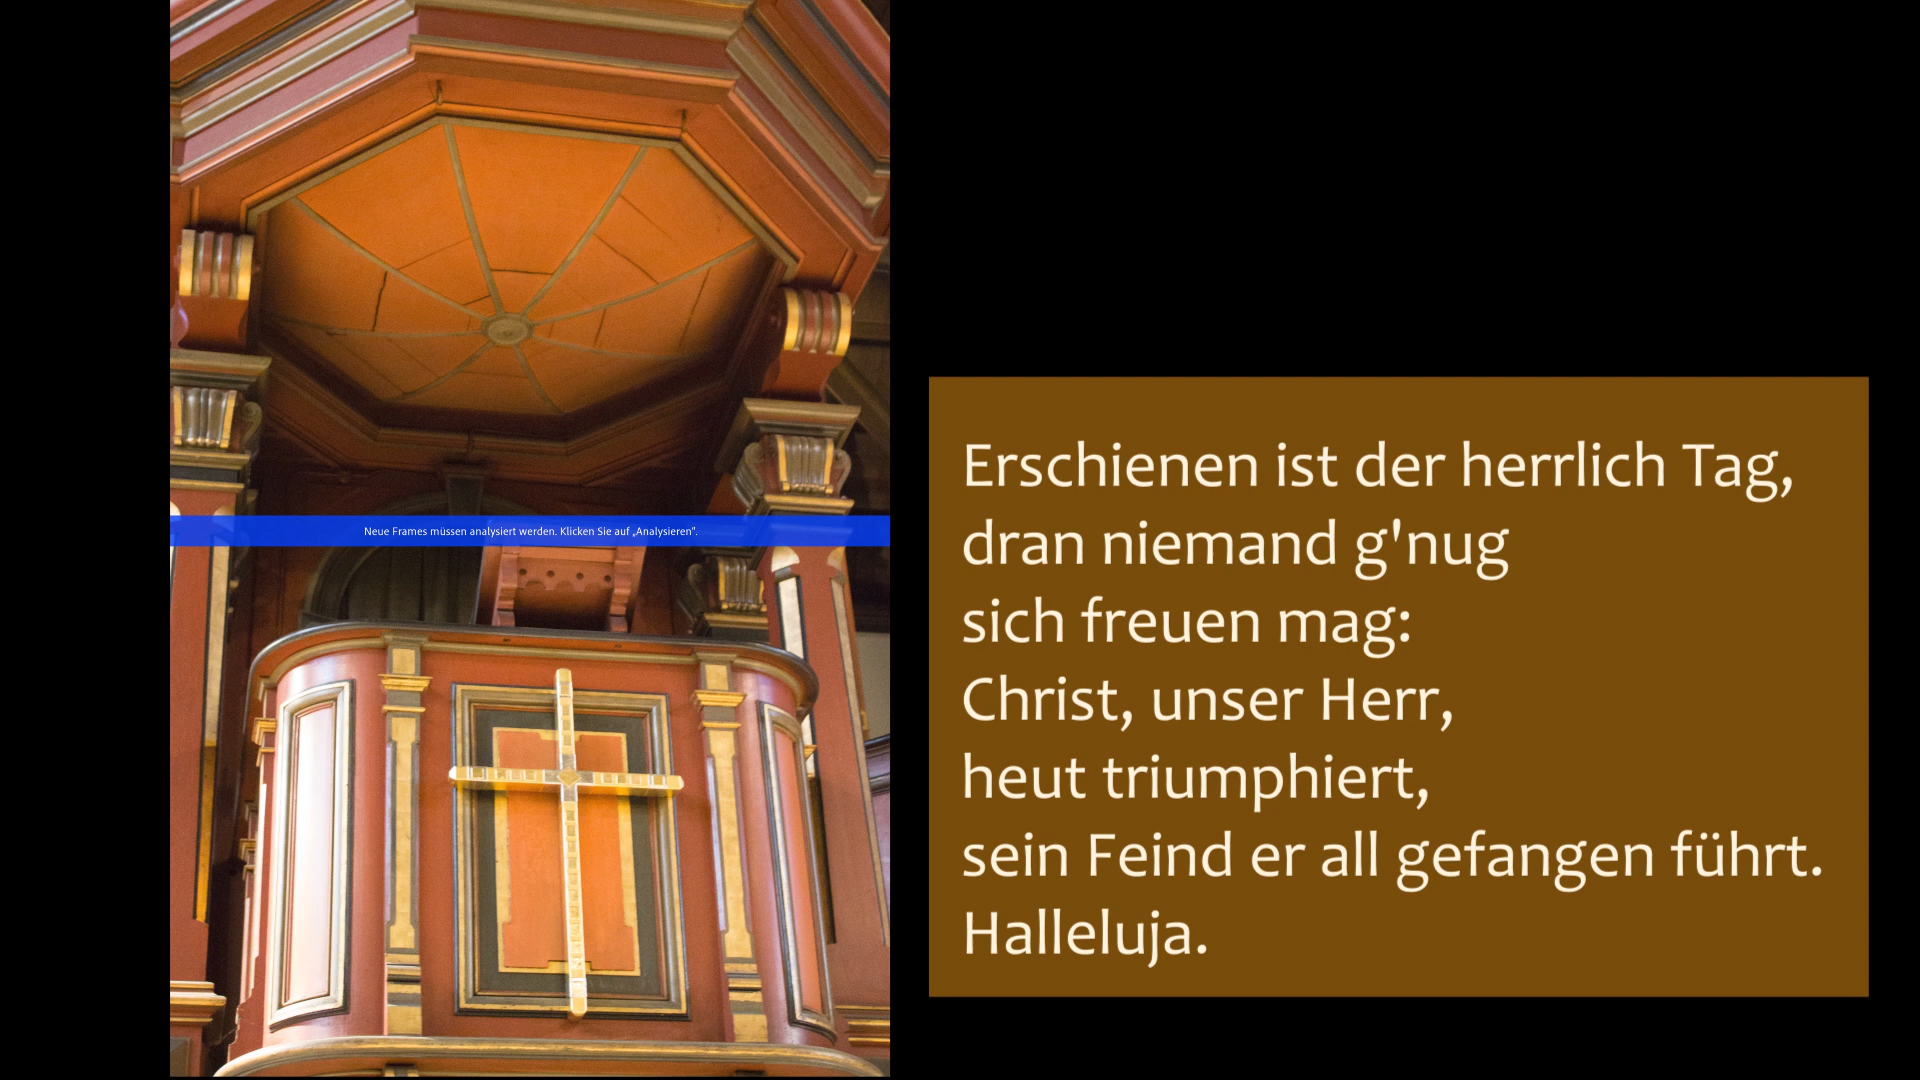 Neue Frames müssen analysiert werden. Klicken Sie auf „Analysieren“.
Erschienen ist der herrlich Tag,
dran niemand g'nug
sich freuen mag:
Christ, unser Herr,
heut triumphiert,
sein Feind er all gefangen führt.
Halleluja.